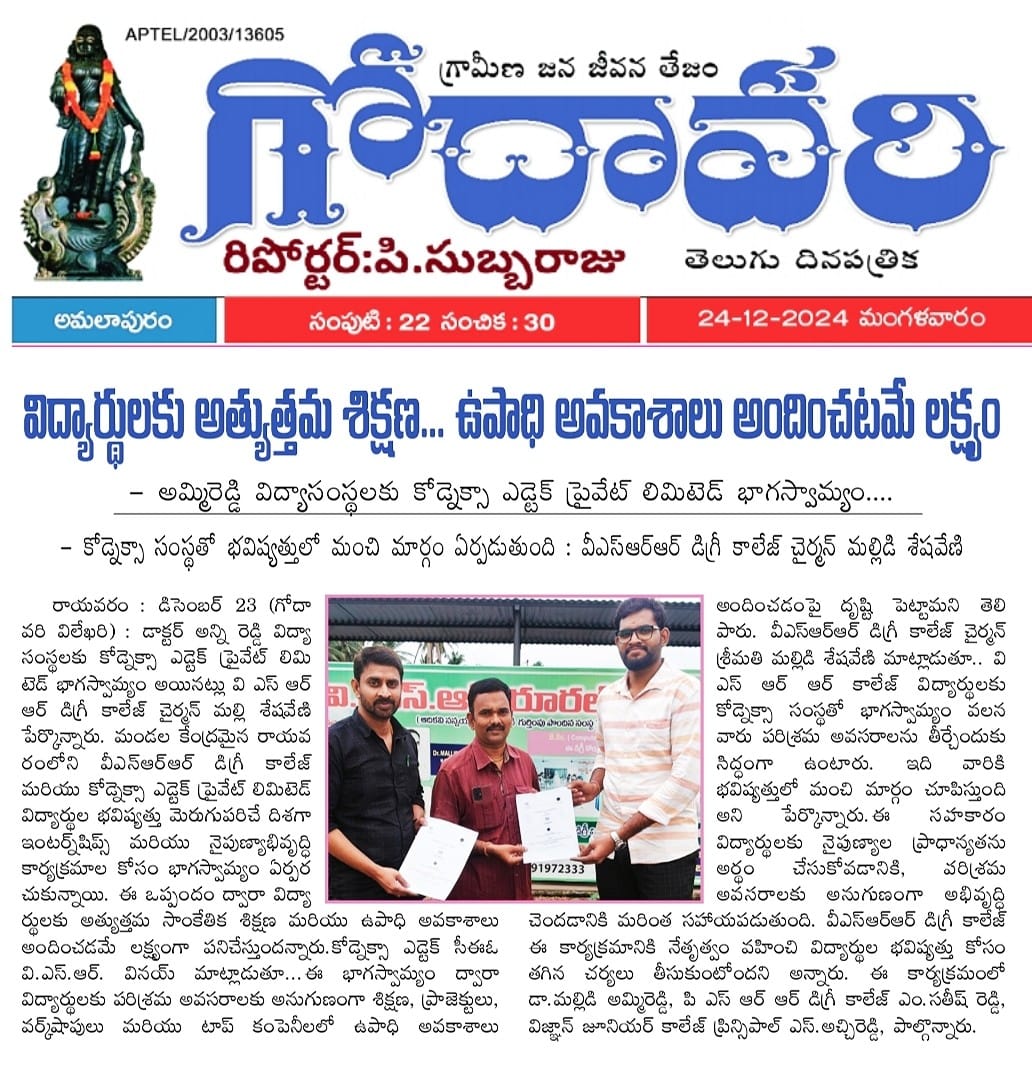 APTEL/2003/13605
గ్రామీణ జన జీవన తేజం
గోదావరి
రిపోర్టర్:పి.సుబ్బరాజు
తెలుగు దినపత్రిక
అమలాపురం
సంపుటి : 22 సంచిక : 30
24-12-2024 మంగళవారం
విద్యార్థులకు అత్యుత్తమ శిక్షణ... ఉపాధి అవకాశాలు అందించటమే లక్ష్యం
– అమ్మిరెడ్డి విద్యాసంస్థలకు కోడ్నెక్సా ఎడ్టెక్ ప్రైవేట్ లిమిటెడ్ భాగస్వామ్యం....
– కోడ్నెక్సా సంస్థతో భవిష్యత్తులో మంచి మార్గం ఏర్పడుతుంది : వీఎస్ఆర్ఆర్ డిగ్రీ కాలేజ్ చైర్మన్ మల్లిడి శేషవేణి
రాయవరం : డిసెంబర్ 23 (గోదా
వరి విలేఖరి) : డాక్టర్ అన్ని రెడ్డి విద్యా
సంస్థలకు కోడ్నెక్సా ఎడ్టెక్ ప్రైవేట్ లిమి
టెడ్ భాగస్వామ్యం అయినట్లు వి ఎస్ ఆర్
ఆర్ డిగ్రీ కాలేజ్ చైర్మన్ మల్లి శేషవేణి
పేర్కొన్నారు. మండల కేంద్రమైన రాయవ
రంలోని వీఎస్ఆర్ఆర్ డిగ్రీ కాలేజ్
మరియు కోడ్నెక్సా ఎడ్టెక్ ప్రైవేట్ లిమిటెడ్
విద్యార్థుల భవిష్యత్తు మెరుగుపరిచే దిశగా
ఇంటర్న్‌షిప్స్ మరియు నైపుణ్యాభివృద్ధి
కార్యక్రమాల కోసం భాగస్వామ్యం ఏర్పర
చుకున్నాయి. ఈ ఒప్పందం ద్వారా విద్యా
ర్థులకు అత్యుత్తమ సాంకేతిక శిక్షణ మరియు ఉపాధి అవకాశాలు
అందించడమే లక్ష్యంగా పనిచేస్తుందన్నారు.కోడ్నెక్సా ఎడ్టెక్ సీఈఓ
వి.ఎస్.ఆర్. వినయ్ మాట్లాడుతూ...ఈ భాగస్వామ్యం ద్వారా
విద్యార్థులకు పరిశ్రమ అవసరాలకు అనుగుణంగా శిక్షణ, ప్రాజెక్టులు,
వర్క్‌షాపులు మరియు టాప్ కంపెనీలలో ఉపాధి అవకాశాలు
91972333
అందించడంపై దృష్టి పెట్టామని తెలి
పారు. వీఎస్ఆర్ఆర్ డిగ్రీ కాలేజ్ చైర్మన్
శ్రీమతి మల్లిడి శేషవేణి మాట్లాడుతూ.. వి
ఎస్ ఆర్ ఆర్ కాలేజ్ విద్యార్థులకు
కోడ్నెక్సా సంస్థతో భాగస్వామ్యం వలన
వారు పరిశ్రమ అవసరాలను తీర్చేందుకు
సిద్ధంగా ఉంటారు. ఇది వారికి
భవిష్యత్తులో మంచి మార్గం చూపిస్తుంది
అని పేర్కొన్నారు.ఈ సహకారం
విద్యార్థులకు నైపుణ్యాల ప్రాధాన్యతను
అర్థం చేసుకోవడానికి, పరిశ్రమ
అవసరాలకు అనుగుణంగా అభివృద్ధి
చెందడానికి మరింత సహాయపడుతుంది. వీఎస్ఆర్ఆర్ డిగ్రీ కాలేజ్
ఈ కార్యక్రమానికి నేతృత్వం వహించి విద్యార్థుల భవిష్యత్తు కోసం
తగిన చర్యలు తీసుకుంటోందని అన్నారు. ఈ కార్యక్రమంలో
డా.మల్లిడి అమ్మిరెడ్డి, పి ఎస్ ఆర్ ఆర్ డిగ్రీ కాలేజ్ ఎం.సతీష్ రెడ్డి,
విజ్ఞాన్ జూనియర్ కాలేజ్ ప్రిన్సిపాల్ ఎస్.అచ్చిరెడ్డి, పాల్గొన్నారు.